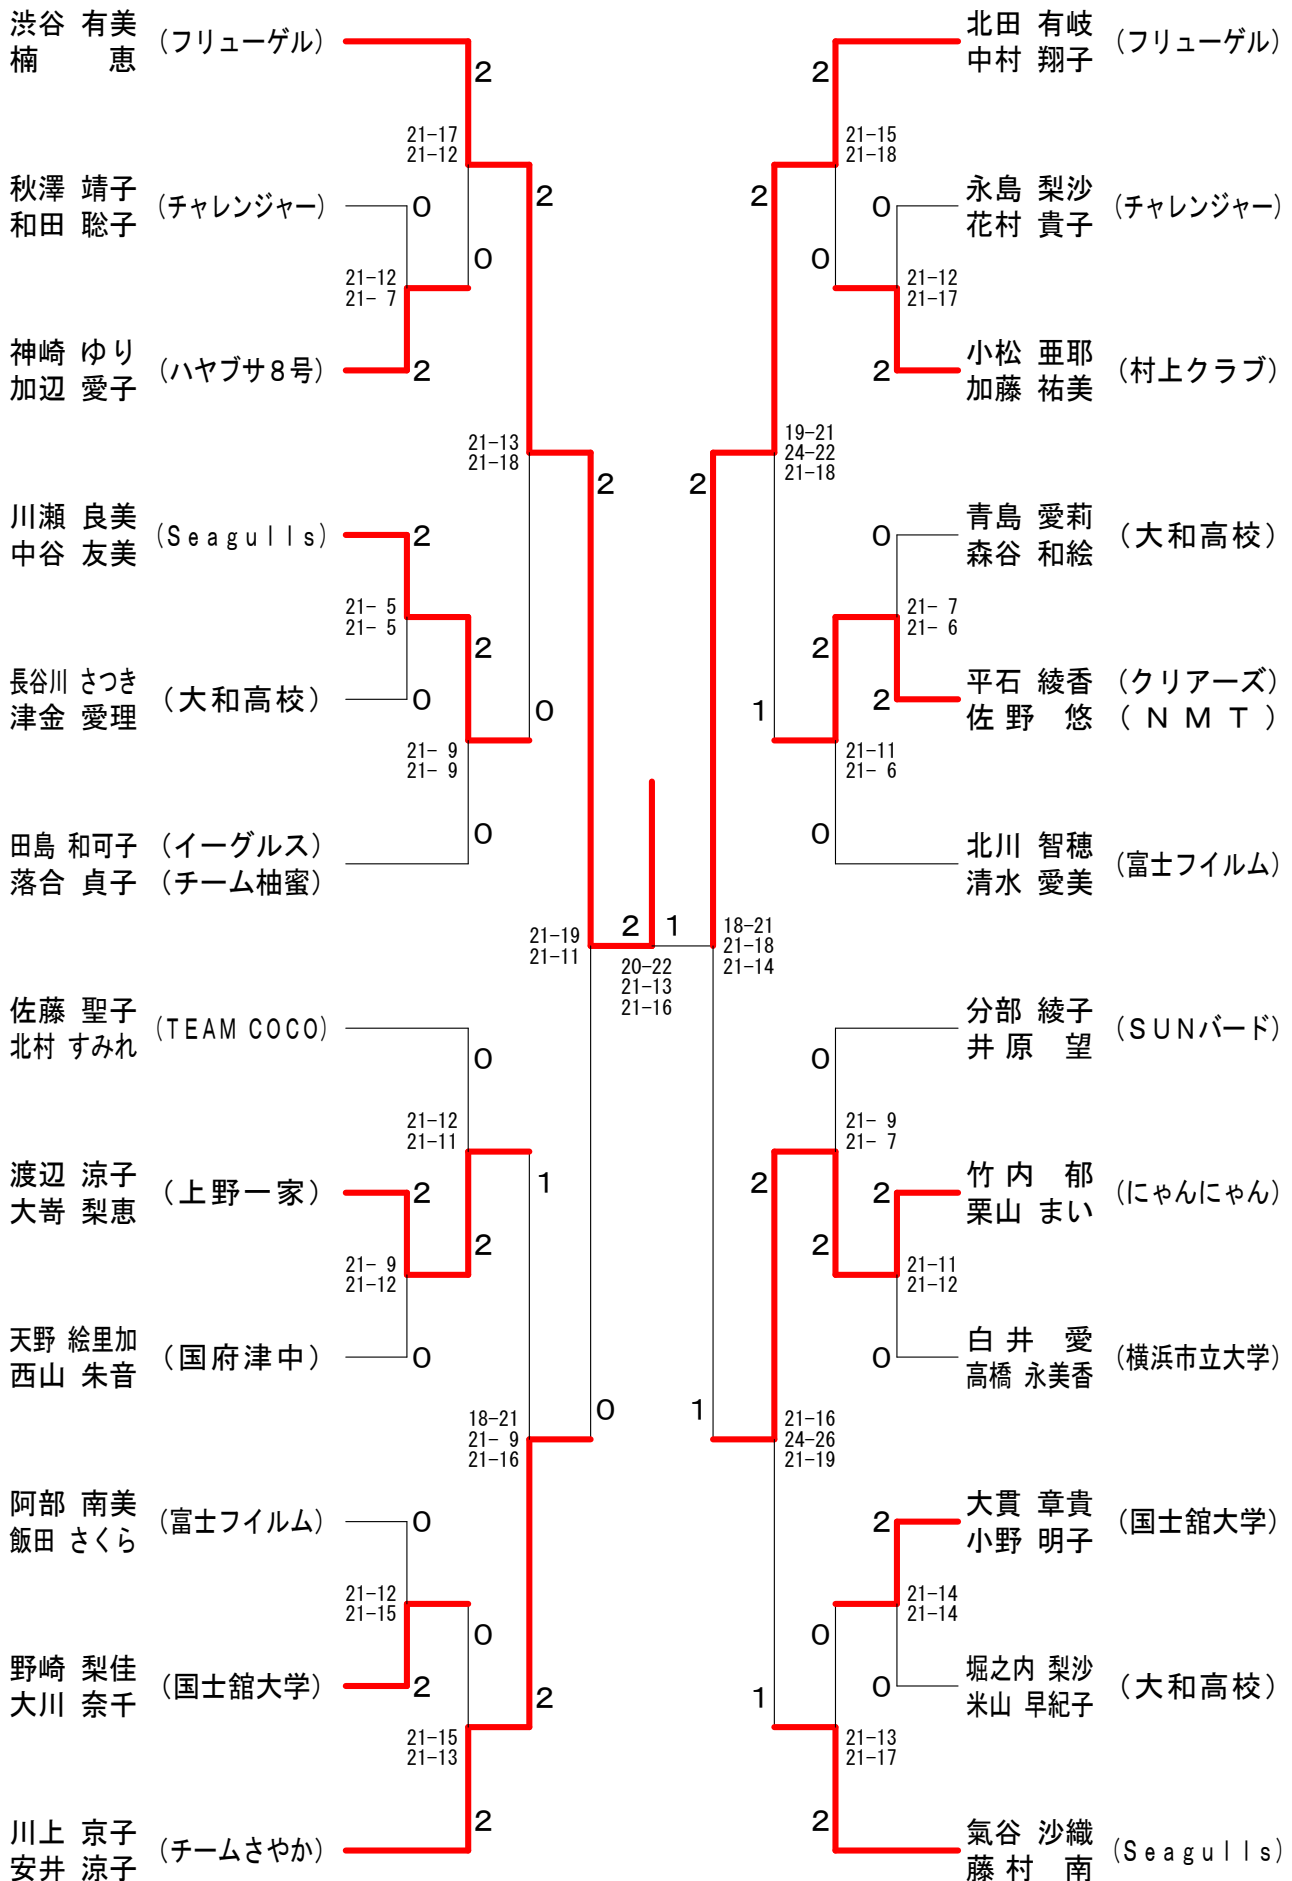 渋谷 有美
楠 恵
(フリューゲル)
2
21-17
21-12
秋澤 靖子
和田 聡子
(チャレンジャー)
0
2
0
21-12
21- 7
神崎 ゆり
加辺 愛子
(ハヤブサ8号)
2
21-13
21-18
2
川瀬 良美
中谷 友美
(Seagulls)
2
21- 5
21- 5
2
長谷川 さつき
津金 愛理
(大和高校)
0
0
21- 9
21- 9
田島 和可子
落合 貞子
(イーグルス)
(チーム柚蜜)
0
21-19
21-11
佐藤 聖子
北村 すみれ
(TEAM COCO)
0
21-12
21-11
渡辺 涼子
大嵜 梨恵
(上野一家)
2
1
2
21- 9
21-12
天野 絵里加
西山 朱音
(国府津中)
0
18-21
21- 9
21-16
0
阿部 南美
飯田 さくら
(富士フイルム)
0
21-12
21-15
0
野崎 梨佳
大川 奈千
(国士舘大学)
2
2
21-15
21-13
川上 京子
安井 涼子
(チームさやか)
2
2
1
20-22
21-13
21-16
北田 有岐
中村 翔子
(フリューゲル)
2
21-15
21-18
永島 梨沙
花村 貴子
(チャレンジャー)
0
2
0
21-12
21-17
小松 亜耶
加藤 祐美
(村上クラブ)
2
19-21
24-22
21-18
2
青島 愛莉
森谷 和絵
(大和高校)
0
21- 7
21- 6
2
平石 綾香
佐野 悠
(クリアーズ)
(NMT)
2
1
21-11
21- 6
北川 智穂
清水 愛美
(富士フイルム)
0
18-21
21-18
21-14
分部 綾子
井原 望
(SUNバード)
0
21- 9
21- 7
竹内 郁
栗山 まい
(にゃんにゃん)
2
2
2
21-11
21-12
白井 愛
高橋 永美香
(横浜市立大学)
0
21-16
24-26
21-19
1
大貫 章貴
小野 明子
(国士舘大学)
2
21-14
21-14
0
堀之内 梨沙
米山 早紀子
(大和高校)
0
1
21-13
21-17
氣谷 沙織
藤村 南
(Seagulls)
2